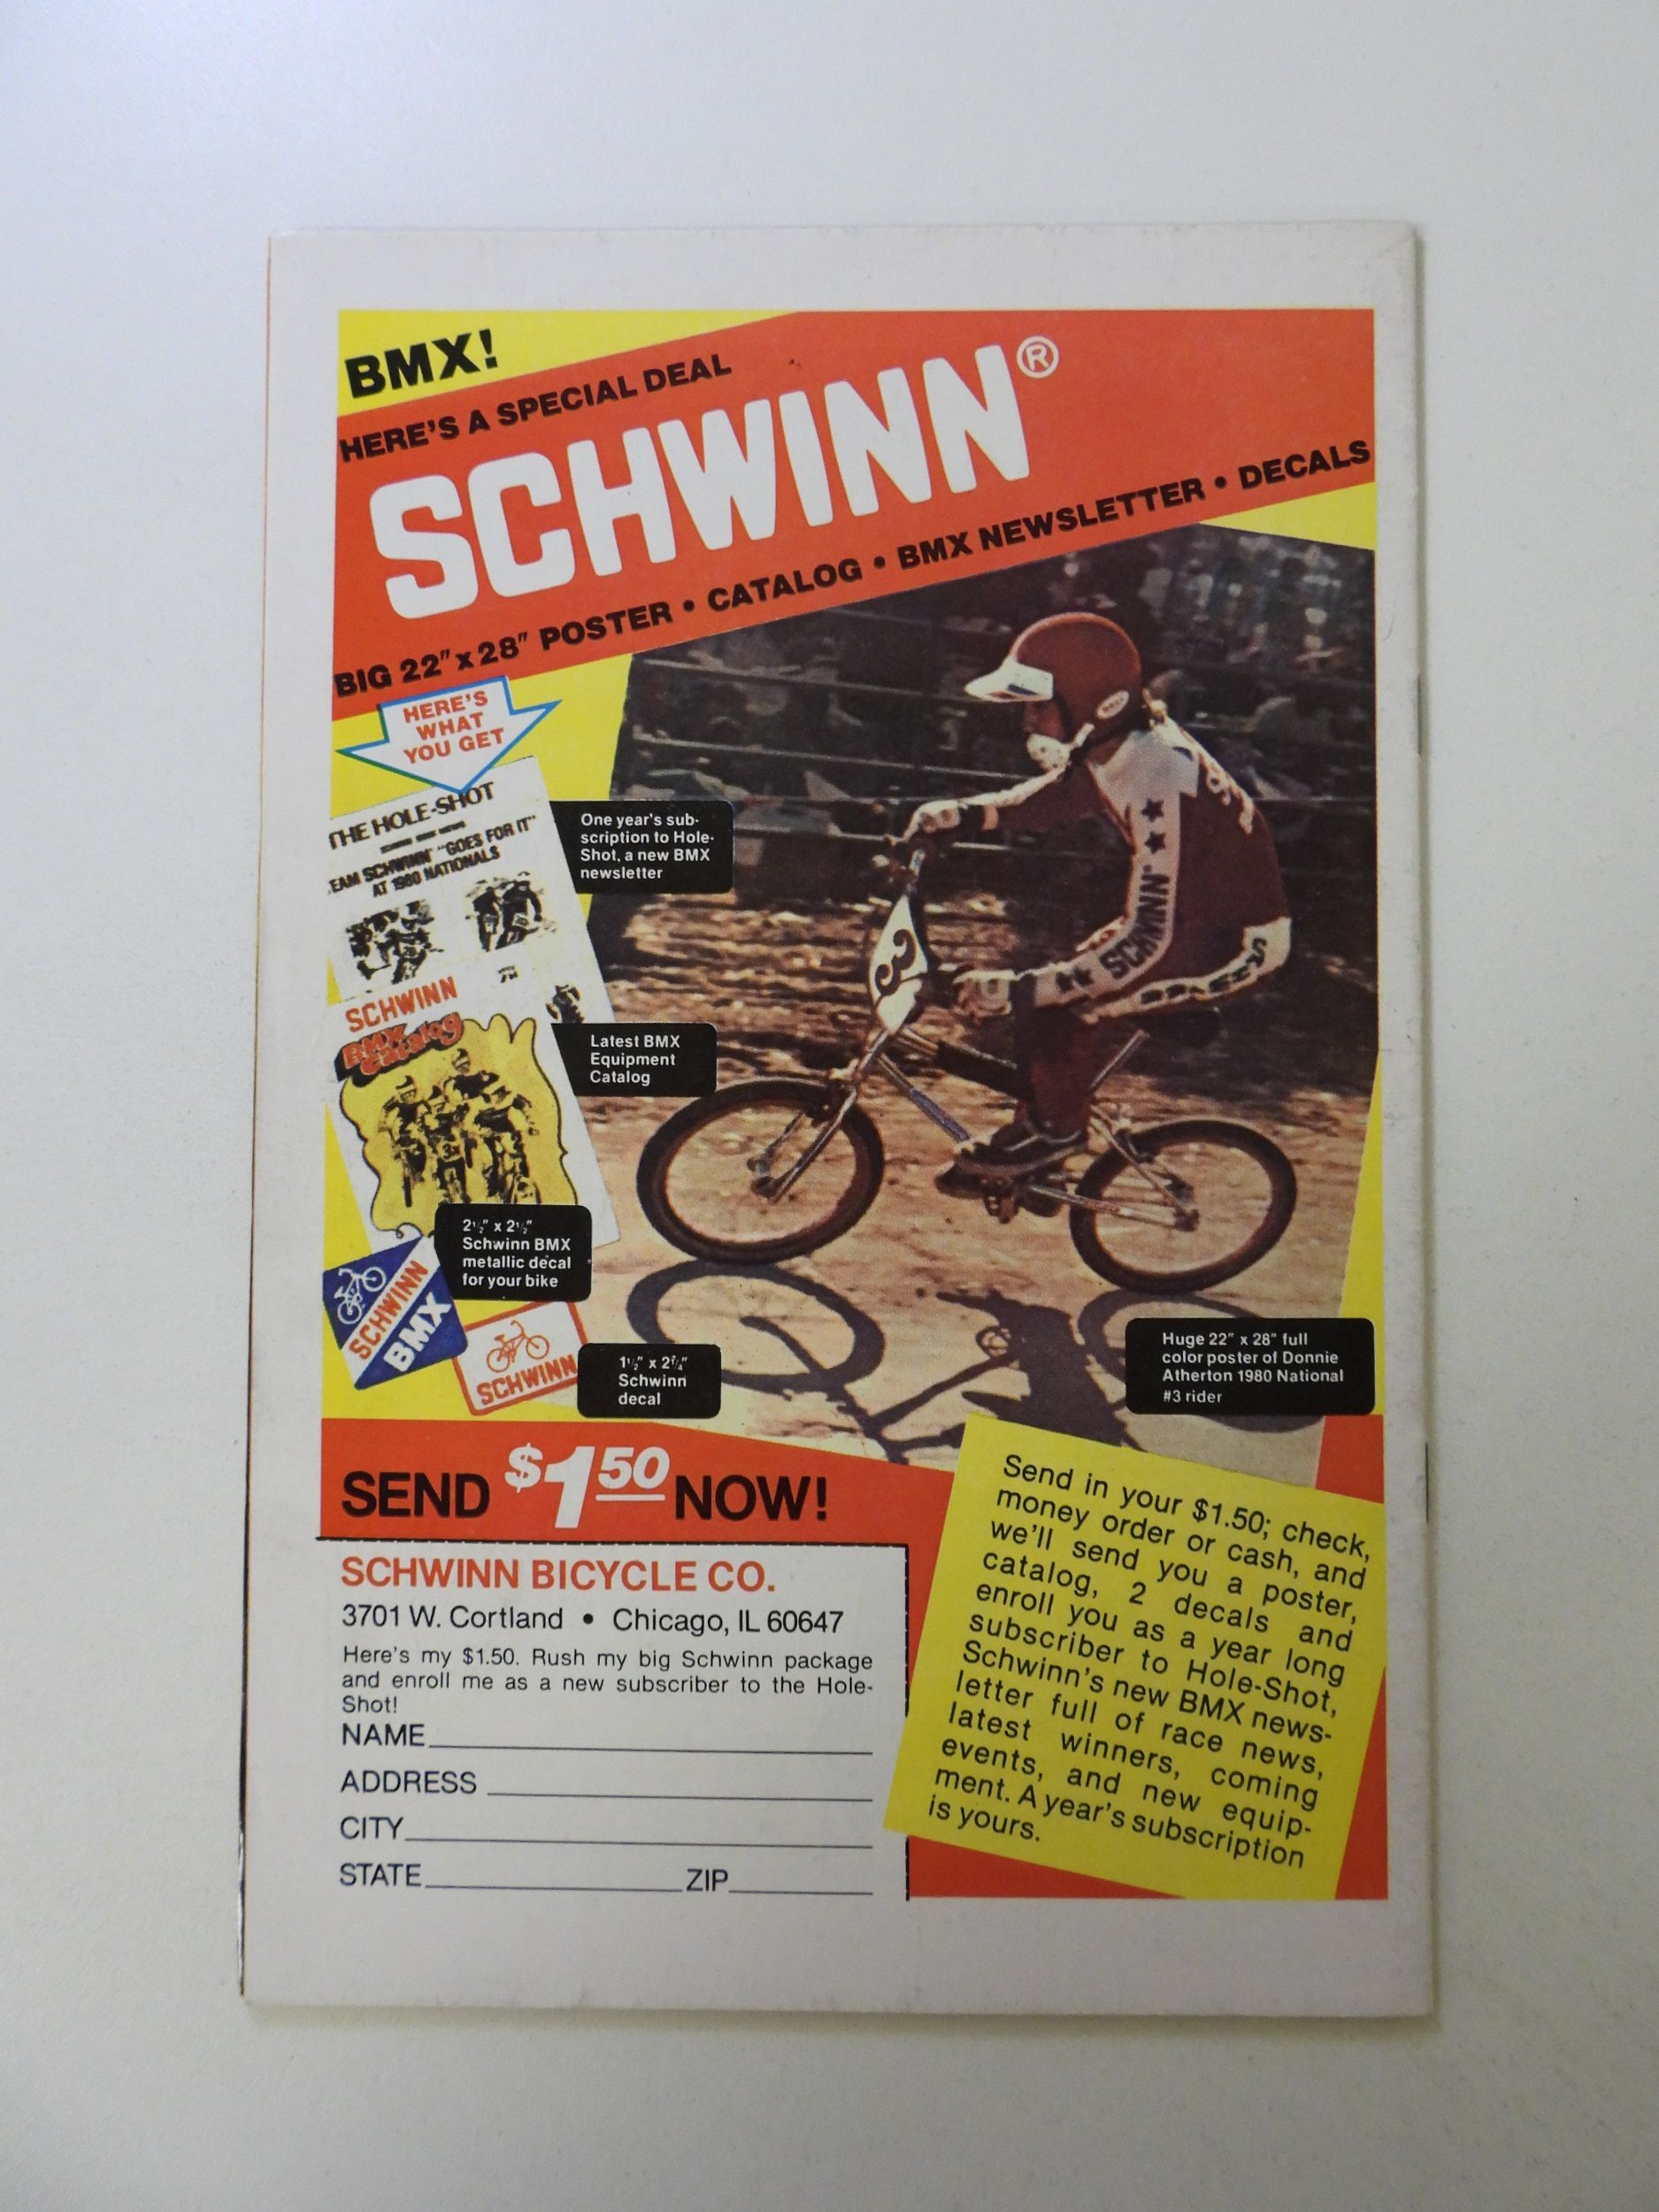 BMX!
HERE'S A SPECIAL DEAL
SCHWINN®
BIG 22" x 28" POSTER • CATALOG • BMX NEWSLETTER • DECALS
HERE'S
WHAT
YOU GET
THE HOLE-SHOT
EAM SCHWINN "GOES FOR IT"
AT 1980 NATIONALS
One year's sub-
scription to Hole-
Shot, a new BMX
newsletter
SCHWINN
BMX
Catalog
Latest BMX
Equipment
Catalog
2½" x 2½"
Schwinn BMX
metallic decal
for your bike
SCHWINN
BMX
SCHWINN
1½" x 2¾"
Schwinn
decal
BELL
3
SCHWINN
Huge 22" x 28" full
color poster of Donnie
Atherton 1980 National
#3 rider
SEND $1.50 NOW!
SCHWINN BICYCLE CO.
3701 W. Cortland • Chicago, IL 60647
Here's my $1.50. Rush my big Schwinn package
and enroll me as a new subscriber to the Hole-
Shot!
NAME
ADDRESS
CITY
STATE ZIP
Send in your $1.50; check,
money order or cash, and
we'll send you a poster,
catalog, 2 decals and
enroll you as a year long
subscriber to Hole-Shot,
Schwinn's new BMX news-
letter full of race news,
latest winners, coming
events, and new equip-
ment. A year's subscription
is yours.